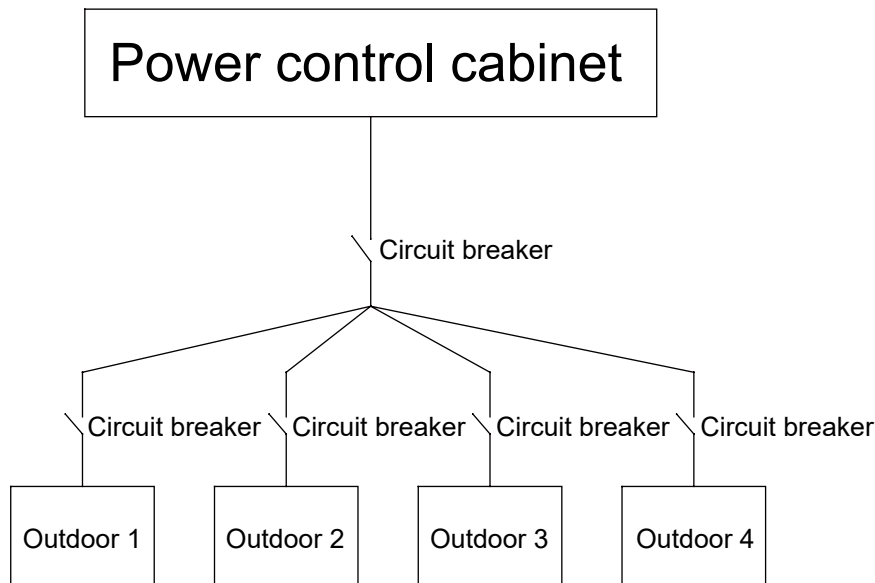 Power control cabinet
Circuit breaker
Circuit breaker
Circuit breaker
Circuit breaker
Circuit breaker
Outdoor 1
Outdoor 2
Outdoor 3
Outdoor 4